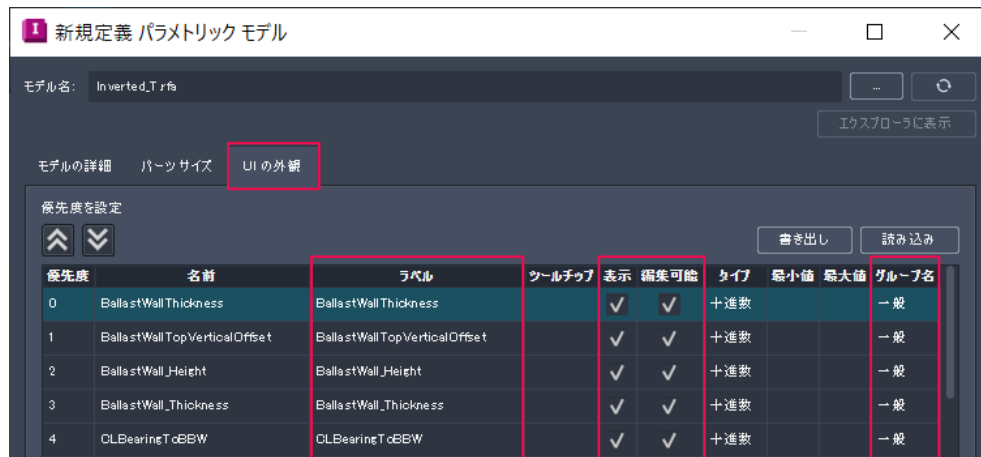 新規定義 パラメトリック モデル
モデル名: Inverted_T.rfa ...
エクスプローラに表示
モデルの詳細 パーツ サイズ UI の外観
優先度を設定
書き出し 読み込み
優先度 名前 ラベル ツールチップ 表示 編集可能 タイプ 最小値 最大値 グループ名
0 BallastWallThickness BallastWallThickness ✓ ✓ 十進数 一般
1 BallastWallTopVerticalOffset BallastWallTopVerticalOffset ✓ ✓ 十進数 一般
2 BallastWall_Height BallastWall_Height ✓ ✓ 十進数 一般
3 BallastWall_Thickness BallastWall_Thickness ✓ ✓ 十進数 一般
4 CLBearingToBBW CLBearingToBBW ✓ ✓ 十進数 一般